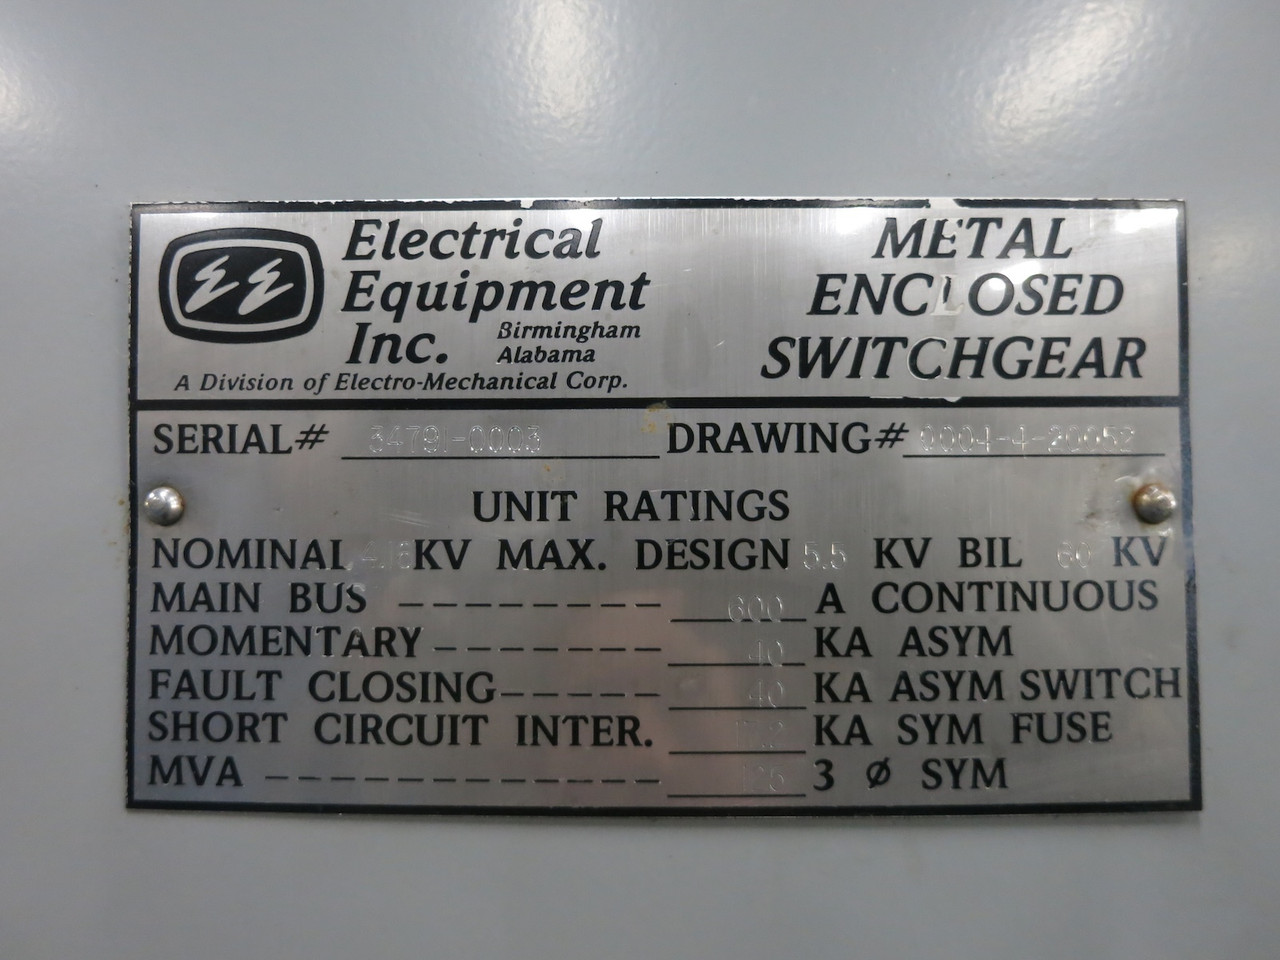 EE
Electrical
Equipment
Inc. Birmingham
Alabama
A Division of Electro-Mechanical Corp.
METAL
ENCLOSED
SWITCHGEAR
SERIAL# 34791-0003 DRAWING# 0004-4-20052
UNIT RATINGS
NOMINAL 4.16 KV MAX. DESIGN 5.5 KV BIL 60 KV
MAIN BUS --------- 600 A CONTINUOUS
MOMENTARY -------- 40 KA ASYM
FAULT CLOSING ------ 40 KA ASYM SWITCH
SHORT CIRCUIT INTER. KA SYM FUSE
MVA --------------- 125 3 Ø SYM